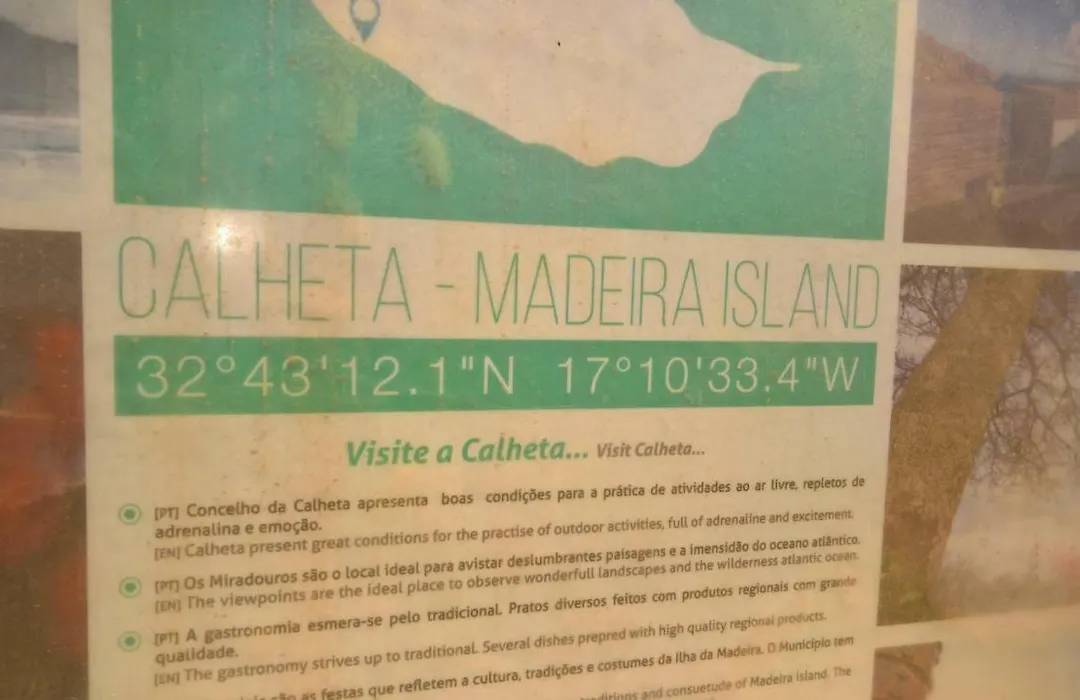 CALHETA - MADEIRA ISLAND
32°43'12.1"N 17°10'33.4"W
Visite a Calheta... Visit Calheta...
[PT] Concelho da Calheta apresenta boas condições para a prática de atividades ao ar livre, repletos de
adrenalina e emoção.
[EN] Calheta present great conditions for the practise of outdoor activities, full of adrenaline and excitement.
[PT] Os Miradouros são o local ideal para avistar deslumbrantes paisagens e a imensidão do oceano atlântico.
[EN] The viewpoints are the ideal place to observe wonderfull landscapes and the wilderness atlantic ocean.
[PT] A gastronomia esmera-se pelo tradicional. Pratos diversos feitos com produtos regionais com grande
qualidade.
[EN] The gastronomy strives up to traditional. Several dishes prepred with high quality regional products.
são as festas que refletem a cultura, tradições e costumes da ilha da Madeira. O Município tem
and consuetude of Madeira island. The